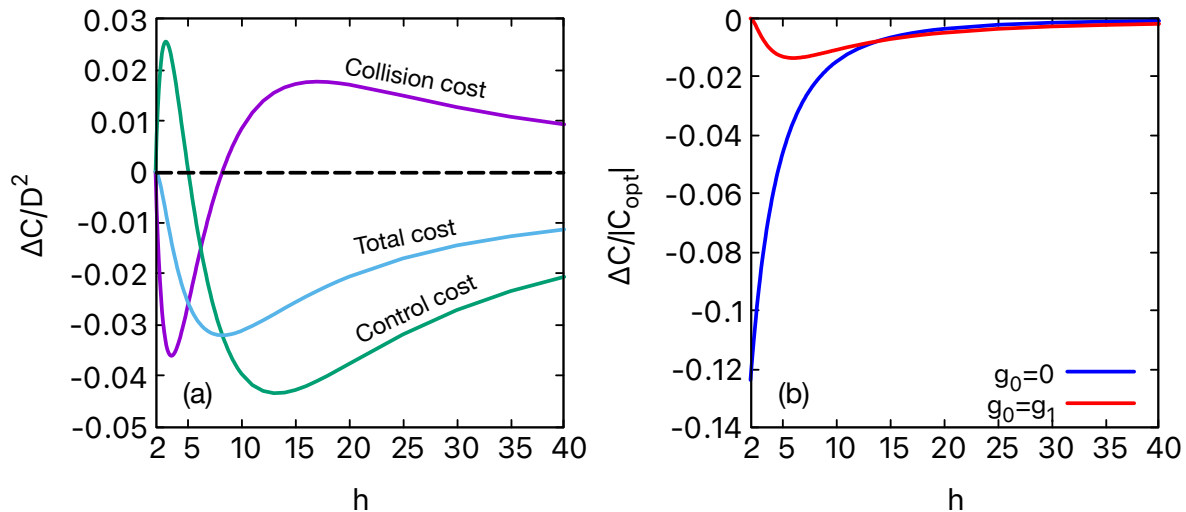 0.03
0.02
0.01
0
-0.01
-0.02
-0.03
-0.04
-0.05
ΔC/D²
Collision cost
Total cost
Control cost
(a)
2 5 10 15 20 25 30 35 40
h
0
-0.02
-0.04
-0.06
-0.08
-0.1
-0.12
-0.14
ΔC/|C_opt|
g₀=0
g₀=g₁
(b)
2 5 10 15 20 25 30 35 40
h